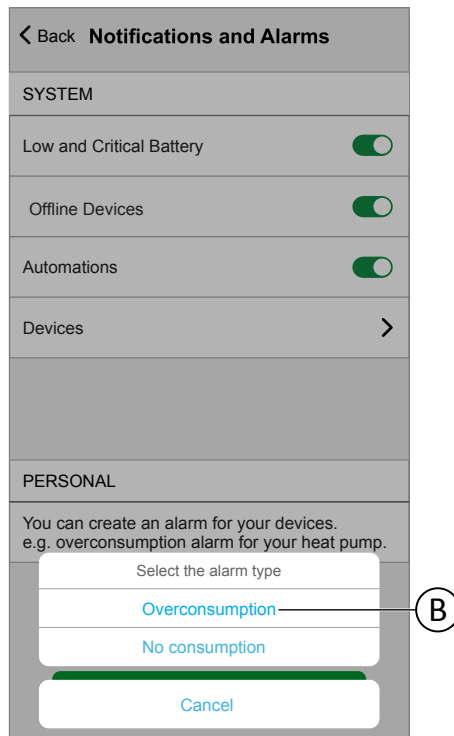 Back Notifications and Alarms
SYSTEM
Low and Critical Battery
Offline Devices
Automations
Devices
PERSONAL
You can create an alarm for your devices.
e.g. overconsumption alarm for your heat pump.
Select the alarm type
Overconsumption
B
No consumption
Cancel